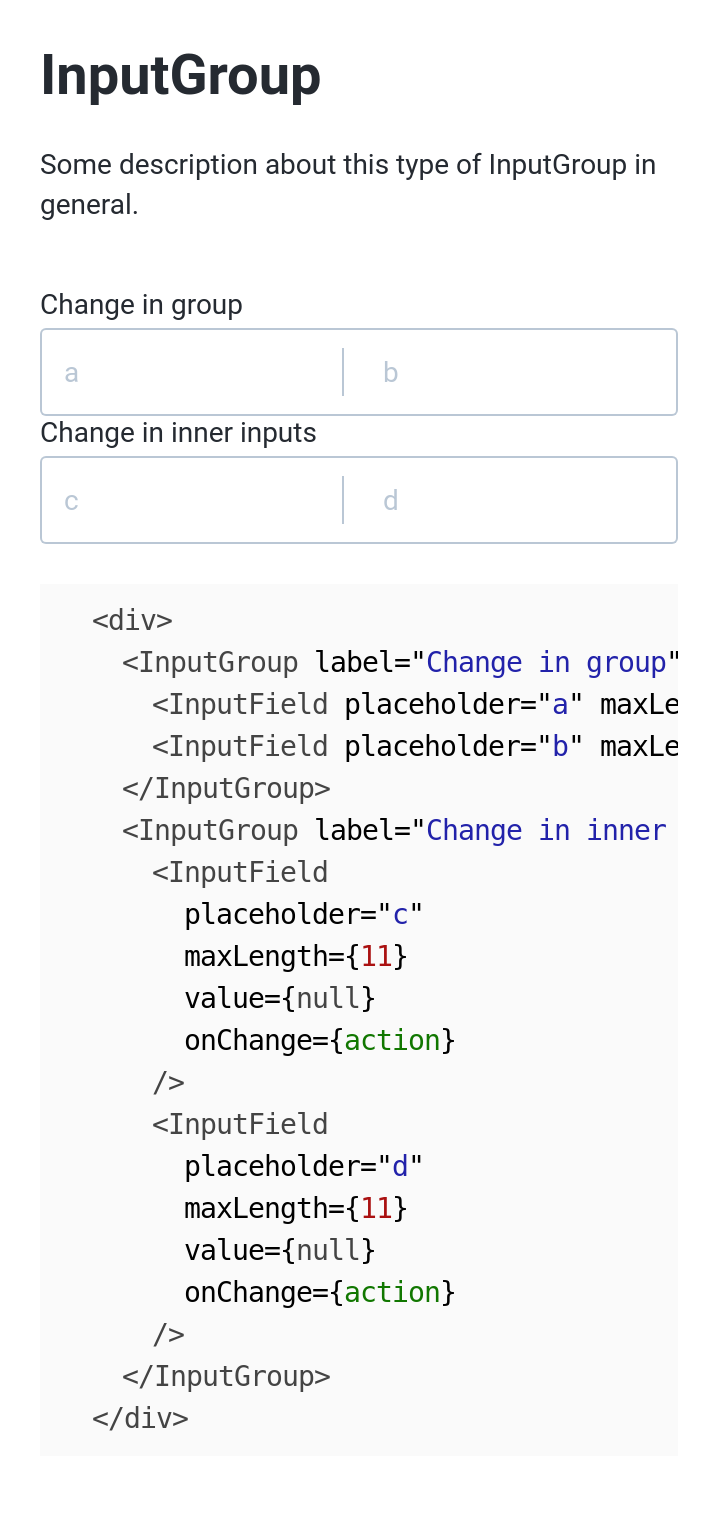 InputGroup
Some description about this type of InputGroup in
general.
Change in group
a b
Change in inner inputs
c d
<div>
<InputGroup label="Change in group"
<InputField placeholder="a" maxLe
<InputField placeholder="b" maxLe
</InputGroup>
<InputGroup label="Change in inner
<InputField
placeholder="c"
maxLength={11}
value={null}
onChange={action}
/>
<InputField
placeholder="d"
maxLength={11}
value={null}
onChange={action}
/>
</InputGroup>
</div>